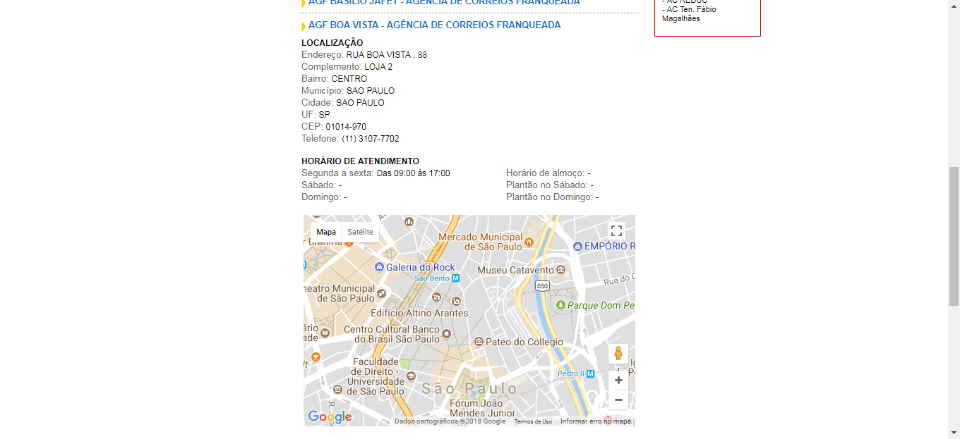 AGF BASILIO JAFET - AGÊNCIA DE CORREIOS FRANQUEADA
AGF BOA VISTA - AGÊNCIA DE CORREIOS FRANQUEADA
LOCALIZAÇÃO
Endereço: RUA BOA VISTA , 88
Complemento: LOJA 2
Bairro: CENTRO
Município: SAO PAULO
Cidade: SAO PAULO
UF: SP
CEP: 01014-970
Telefone: (11) 3107-7702
HORÁRIO DE ATENDIMENTO
Segunda a sexta: Das 09:00 às 17:00
Horário de almoço: -
Sábado: -
Plantão no Sábado: -
Domingo: -
Plantão no Domingo: -
- AC REDUC
- AC Ten. Fábio
Magalhães
Mapa
Satélite
Mercado Municipal
de São Paulo
EMPÓRIO R
Galeria do Rock
São Bento
Museu Catavento
Rua do G
050
eatro Municipal
de São Paulo
Parque Dom Pe
Edifício Altino Arantes
ário
Centro Cultural Banco
do Brasil São Paulo
Pateo do Collegio
Faculdade
de Direito -
Universidade
de São Paulo
Pedro II
São Paulo
Fórum João
Mendes Junior
Google
Dados cartográficos ©2018 Google
Termos de Uso
Informar erro no mapa